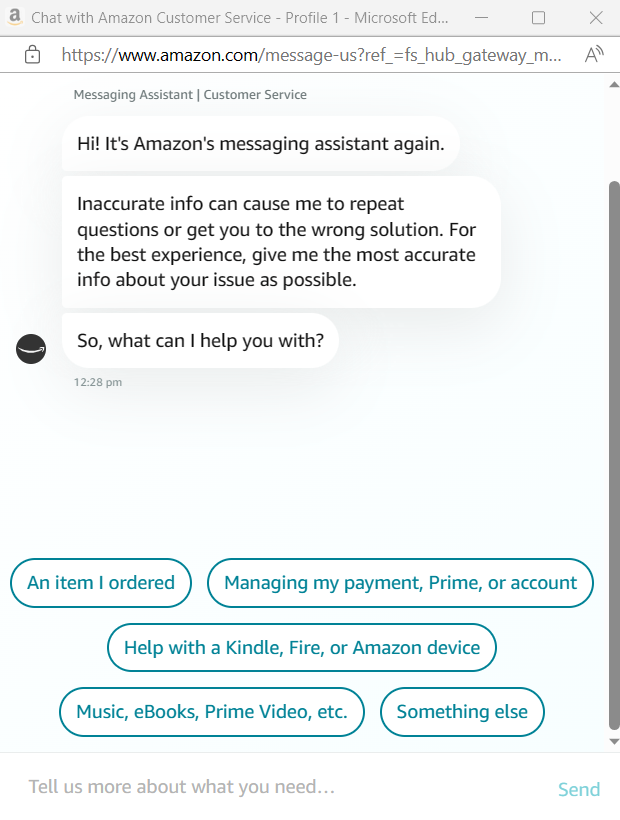 Chat with Amazon Customer Service - Profile 1 - Microsoft Ed...
https://www.amazon.com/message-us?ref_=fs_hub_gateway_m...
Messaging Assistant | Customer Service
Hi! It's Amazon's messaging assistant again.
Inaccurate info can cause me to repeat
questions or get you to the wrong solution. For
the best experience, give me the most accurate
info about your issue as possible.
So, what can I help you with?
12:28 pm
An item I ordered
Managing my payment, Prime, or account
Help with a Kindle, Fire, or Amazon device
Music, eBooks, Prime Video, etc.
Something else
Tell us more about what you need...
Send